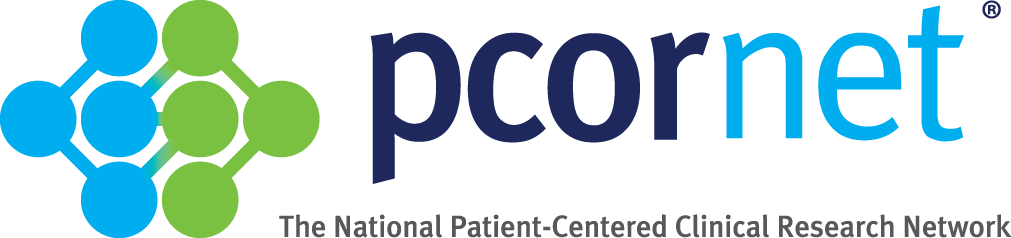 pcornet®
The National Patient-Centered Clinical Research Network